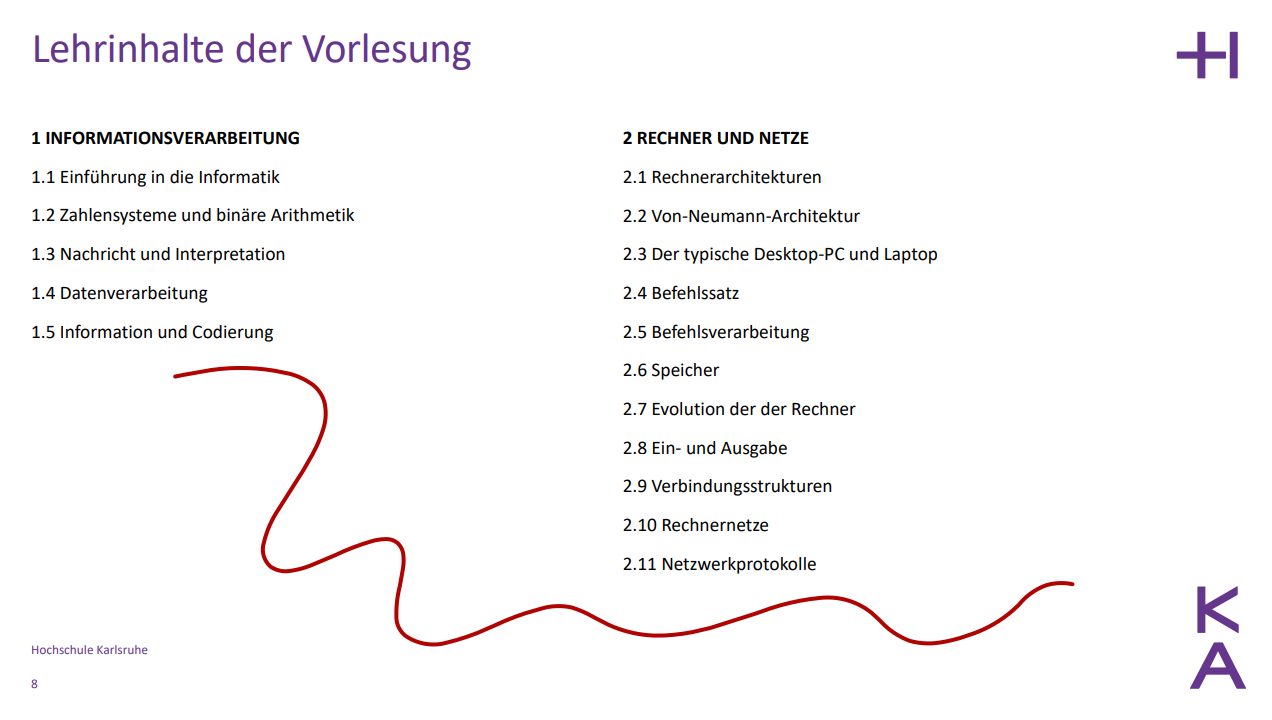 Lehrinhalte der Vorlesung
1 INFORMATIONSVERARBEITUNG
1.1 Einführung in die Informatik
1.2 Zahlensysteme und binäre Arithmetik
1.3 Nachricht und Interpretation
1.4 Datenverarbeitung
1.5 Information und Codierung
2 RECHNER UND NETZE
2.1 Rechnerarchitekturen
2.2 Von-Neumann-Architektur
2.3 Der typische Desktop-PC und Laptop
2.4 Befehlssatz
2.5 Befehlsverarbeitung
2.6 Speicher
2.7 Evolution der der Rechner
2.8 Ein- und Ausgabe
2.9 Verbindungsstrukturen
2.10 Rechnernetze
2.11 Netzwerkprotokolle
Hochschule Karlsruhe
8
H
K
A